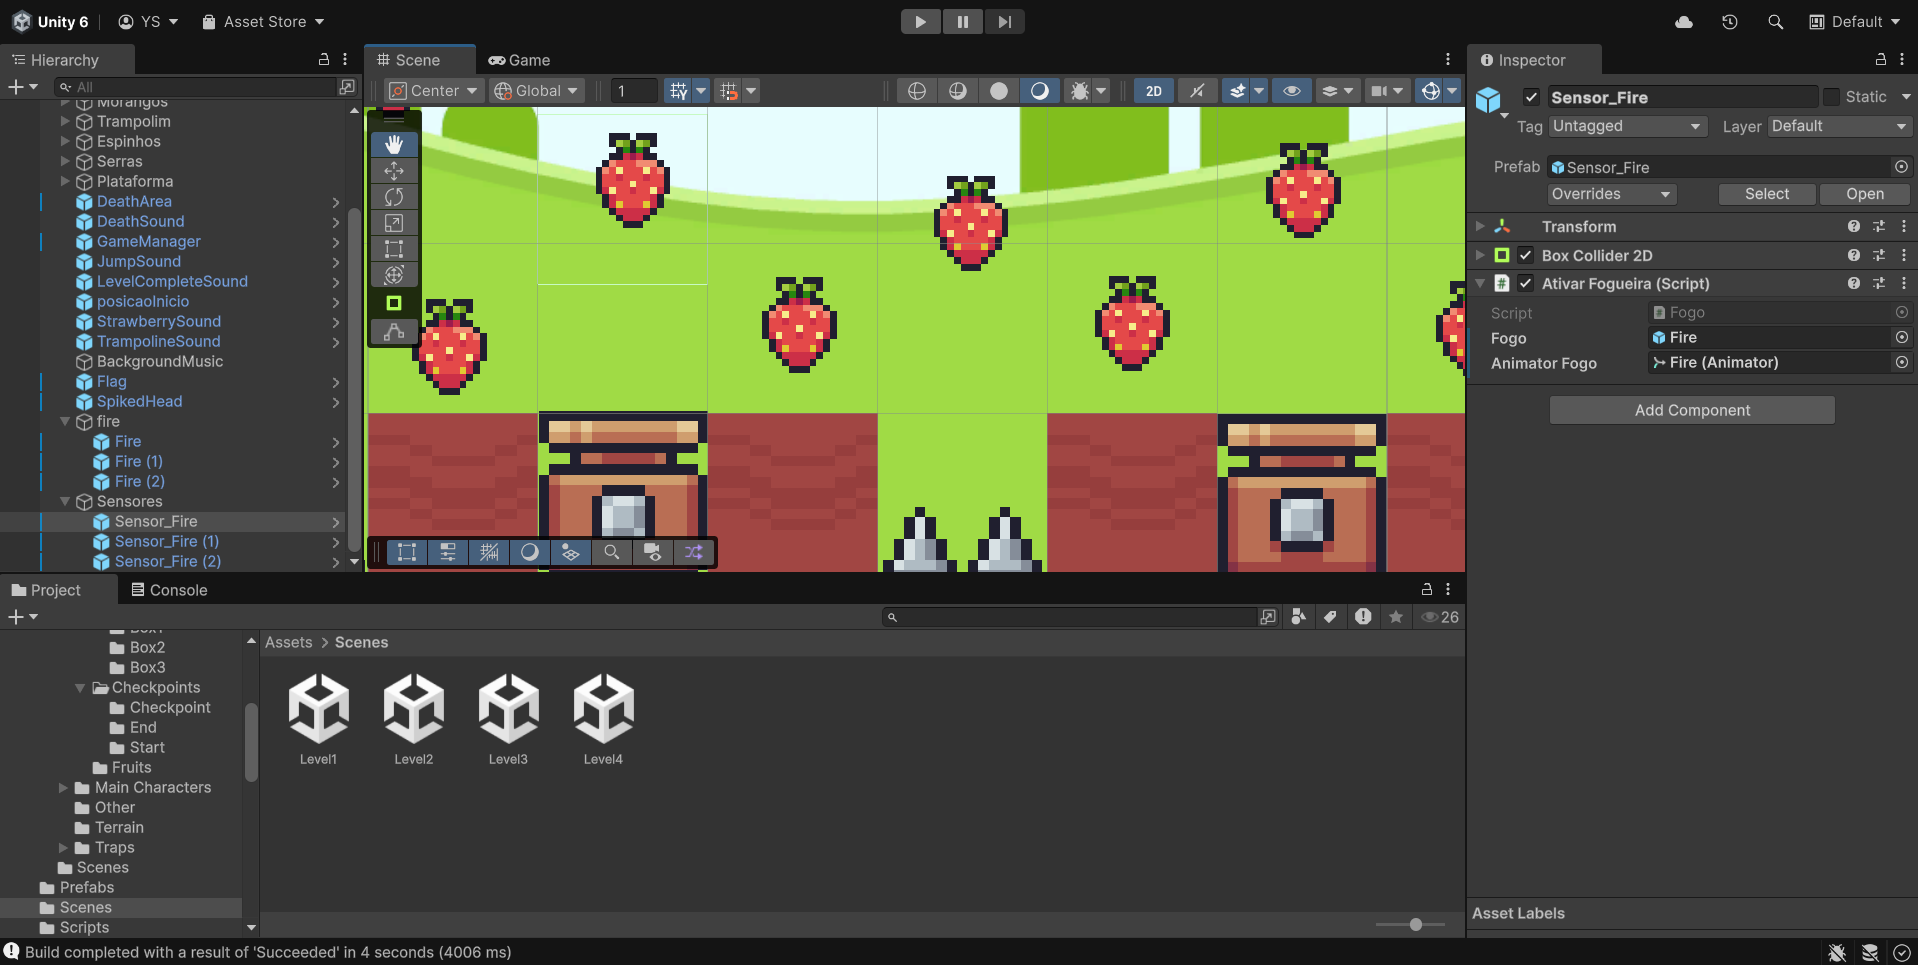 Unity 6
YS
Asset Store
Default
Hierarchy
All
Morangos
Trampolim
Espinhos
Serras
Plataforma
DeathArea
DeathSound
GameManager
JumpSound
LevelCompleteSound
posicaoInicio
StrawberrySound
TrampolineSound
BackgroundMusic
Flag
SpikedHead
fire
Fire
Fire (1)
Fire (2)
Sensores
Sensor_Fire
Sensor_Fire (1)
Sensor_Fire (2)
Scene
Game
Center
Global
1
2D
Inspector
Sensor_Fire
Static
Tag
Untagged
Layer
Default
Prefab
Sensor_Fire
Overrides
Select
Open
Transform
Box Collider 2D
Ativar Fogueira (Script)
Script
Fogo
Fogo
Fire
Animator Fogo
Fire (Animator)
Add Component
Asset Labels
Project
Console
26
Box1
Box2
Box3
Checkpoints
Checkpoint
End
Start
Fruits
Main Characters
Other
Terrain
Traps
Scenes
Prefabs
Scenes
Scripts
Assets > Scenes
Level1
Level2
Level3
Level4
Build completed with a result of 'Succeeded' in 4 seconds (4006 ms)